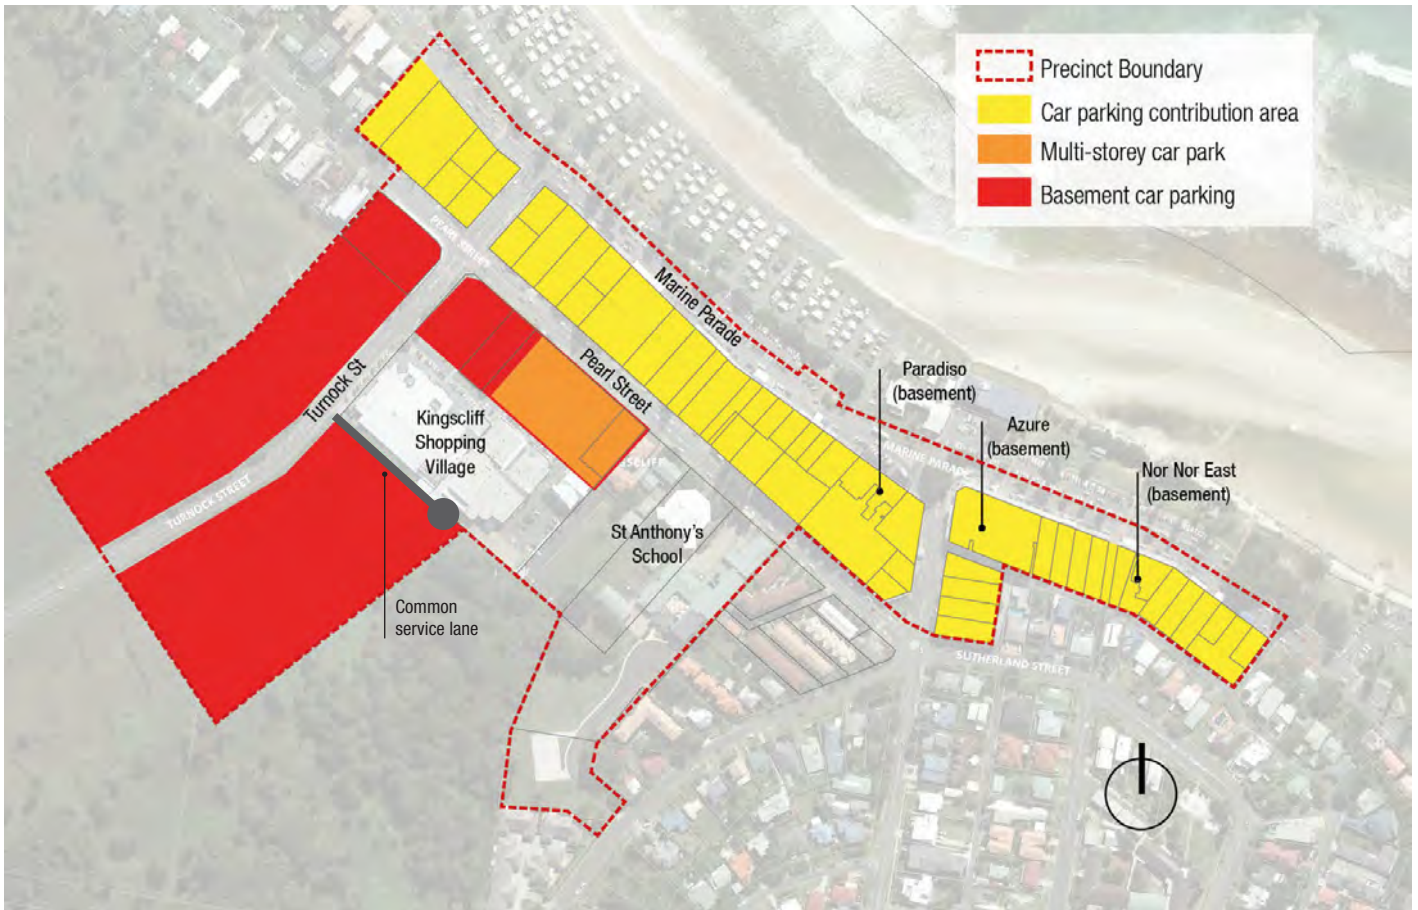 Precinct Boundary
Car parking contribution area
Multi-storey car park
Basement car parking
PEARL STREET
Marine Parade
Pearl Street
Turnock St
Paradiso
(basement)
Azure
(basement)
MARINE PARADE
Nor Nor East
(basement)
Kingscliff
Shopping
Village
TURNOCK STREET
St Anthony's
School
Common
service lane
SUTHERLAND STREET